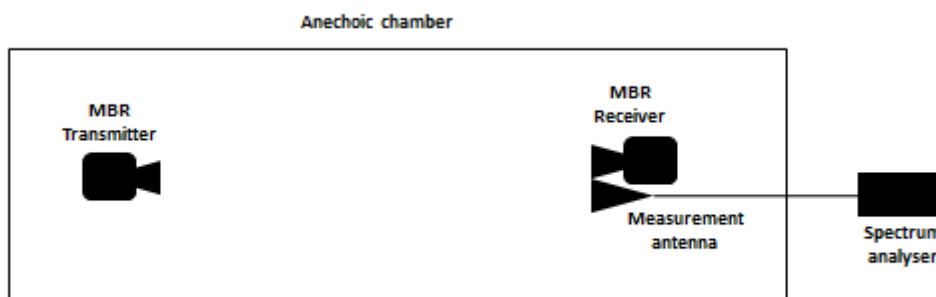 Anechoic chamber
MBR
Transmitter
MBR
Receiver
Measurement
antenna
Spectrum
analyser